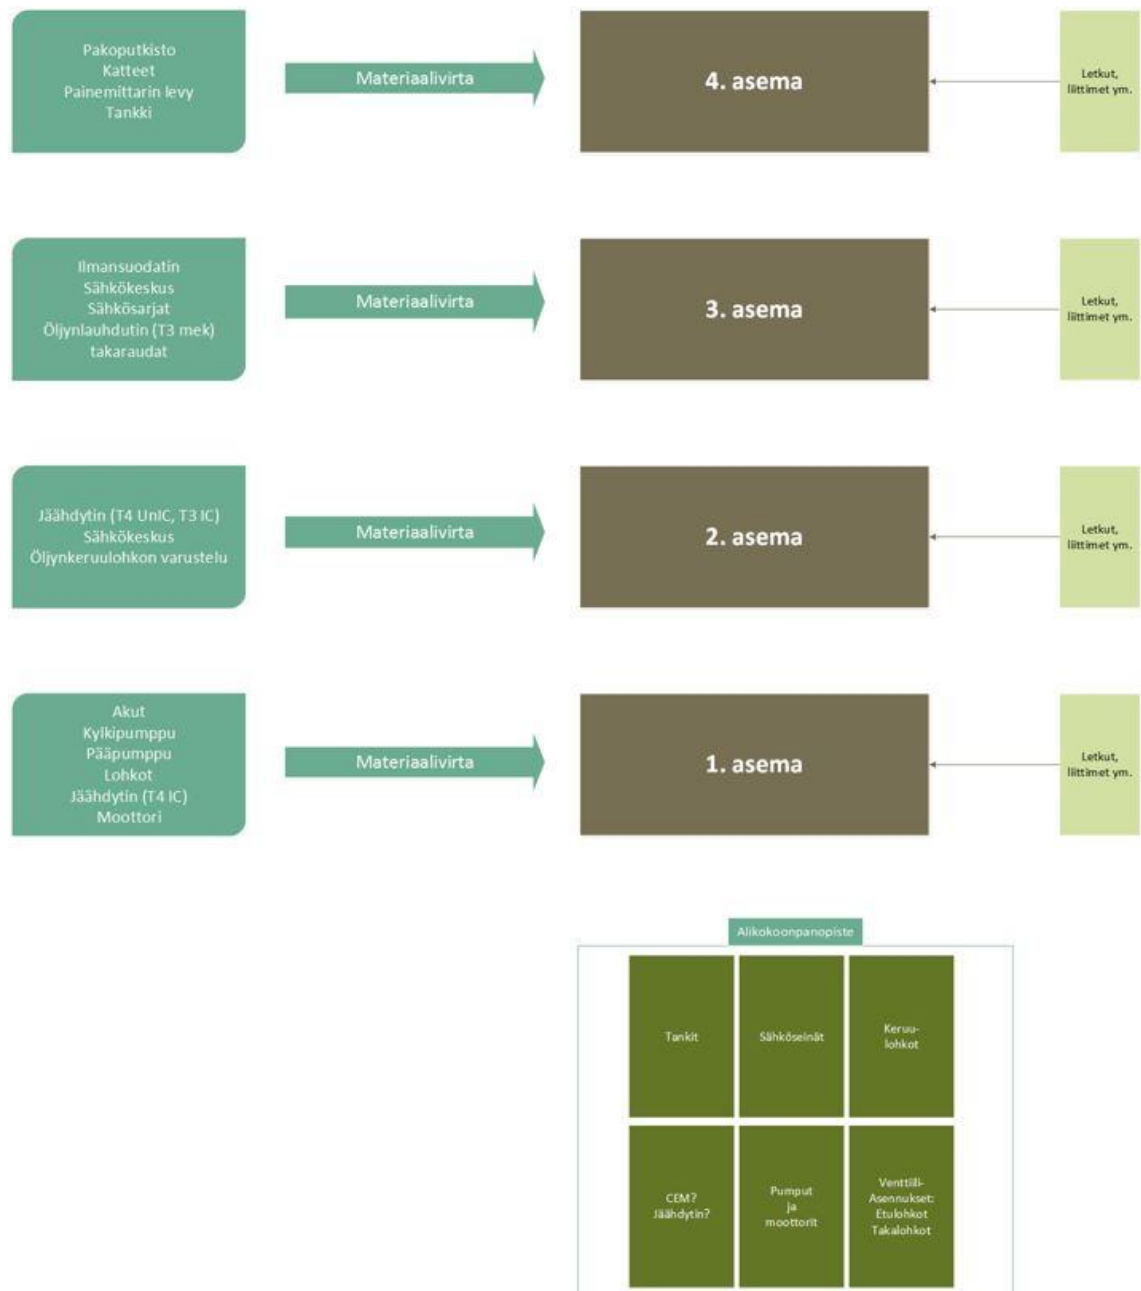 Pakoputkisto
Katteet
Painemittarin levy
Tankki
Materiaalivirta
4. asema
Letkut,
liittimet ym.
Ilmansuodatin
Sähkökeskus
Sähkösarjat
Öljynlauhdutin (T3 mek)
takaraudat
Materiaalivirta
3. asema
Letkut,
liittimet ym.
Jäähdytin (T4 UnIC, T3 IC)
Sähkökeskus
Öljynkeruulohkon varustelu
Materiaalivirta
2. asema
Letkut,
liittimet ym.
Akut
Kylkipumppu
Pääpumppu
Lohkot
Jäähdytin (T4 IC)
Moottori
Materiaalivirta
1. asema
Letkut,
liittimet ym.
Alikokoonpanopiste
Tankit
Sähköseinät
Keruu-
lohkot
CEM?
Jäähdytin?
Pumput
ja
moottorit
Venttiili-
Asennukset:
Etulohkot
Takalohkot